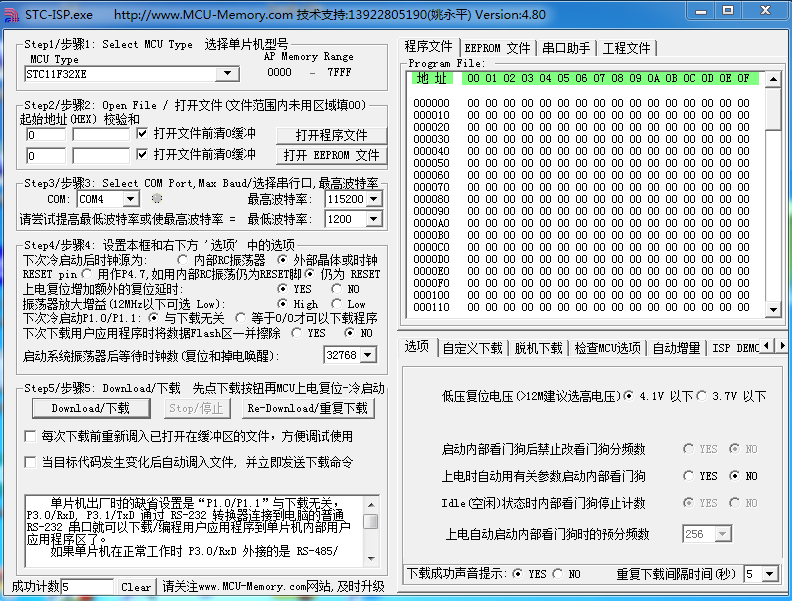 STC-ISP.exe http://www.MCU-Memory.com 技术支持:13922805190(姚永平) Version:4.80
Step1/步骤1: Select MCU Type 选择单片机型号
MCU Type
AP Memory Range
STC11F32XE
0000 - 7FFF
Step2/步骤2: Open File / 打开文件(文件范围内未用区域填00)
起始地址(HEX) 校验和
0
打开文件前清0缓冲
打开程序文件
0
打开文件前清0缓冲
打开 EEPROM 文件
Step3/步骤3: Select COM Port,Max Baud/选择串行口,最高波特率
COM: COM4
最高波特率: 115200
请尝试提高最低波特率或使最高波特率 = 最低波特率: 1200
Step4/步骤4: 设置本框和右下方 '选项' 中的选项
下次冷启动后时钟源为: 内部RC振荡器 外部晶体或时钟
RESET pin 用作P4.7,如用内部RC振荡仍为RESET脚 仍为 RESET
上电复位增加额外的复位延时: YES NO
振荡器放大增益(12MHz以下可选 Low): High Low
下次冷启动P1.0/P1.1: 与下载无关 等于0/0才可以下载程序
下次下载用户应用程序时将数据Flash区一并擦除 YES NO
启动系统振荡器后等待时钟数(复位和掉电唤醒): 32768
Step5/步骤5: Download/下载 先点下载按钮再MCU上电复位-冷启动
Download/下载
Stop/停止
Re-Download/重复下载
每次下载前重新调入已打开在缓冲区的文件，方便调试使用
当目标代码发生变化后自动调入文件, 并立即发送下载命令
单片机出厂时的缺省设置是“P1.0/P1.1”与下载无关，
P3.0/RxD, P3.1/TxD 通过 RS-232 转换器连接到电脑的普通
RS-232 串口就可以下载/编程用户应用程序到单片机内部用户
应用程序区了。
如果单片机在正常工作时 P3.0/RxD 外接的是 RS-485/
成功计数 5
Clear
请关注www.MCU-Memory.com网站,及时升级
程序文件
EEPROM 文件
串口助手
工程文件
Program File:
地 址 00 01 02 03 04 05 06 07 08 09 0A 0B 0C 0D 0E 0F
000000 00 00 00 00 00 00 00 00 00 00 00 00 00 00 00 00
000010 00 00 00 00 00 00 00 00 00 00 00 00 00 00 00 00
000020 00 00 00 00 00 00 00 00 00 00 00 00 00 00 00 00
000030 00 00 00 00 00 00 00 00 00 00 00 00 00 00 00 00
000040 00 00 00 00 00 00 00 00 00 00 00 00 00 00 00 00
000050 00 00 00 00 00 00 00 00 00 00 00 00 00 00 00 00
000060 00 00 00 00 00 00 00 00 00 00 00 00 00 00 00 00
000070 00 00 00 00 00 00 00 00 00 00 00 00 00 00 00 00
000080 00 00 00 00 00 00 00 00 00 00 00 00 00 00 00 00
000090 00 00 00 00 00 00 00 00 00 00 00 00 00 00 00 00
0000A0 00 00 00 00 00 00 00 00 00 00 00 00 00 00 00 00
0000B0 00 00 00 00 00 00 00 00 00 00 00 00 00 00 00 00
0000C0 00 00 00 00 00 00 00 00 00 00 00 00 00 00 00 00
0000D0 00 00 00 00 00 00 00 00 00 00 00 00 00 00 00 00
0000E0 00 00 00 00 00 00 00 00 00 00 00 00 00 00 00 00
0000F0 00 00 00 00 00 00 00 00 00 00 00 00 00 00 00 00
000100 00 00 00 00 00 00 00 00 00 00 00 00 00 00 00 00
000110 00 00 00 00 00 00 00 00 00 00 00 00 00 00 00 00
选项
自定义下载
脱机下载
检查MCU选项
自动增量
ISP DEMO
低压复位电压(>12M建议选高电压) 4.1V 以下 3.7V 以下
启动内部看门狗后禁止改看门狗分频数 YES NO
上电时自动用有关参数启动内部看门狗 YES NO
Idle(空闲)状态时内部看门狗停止计数 YES NO
上电自动启动内部看门狗时的预分频数 256
下载成功声音提示: YES NO 重复下载间隔时间(秒) 5